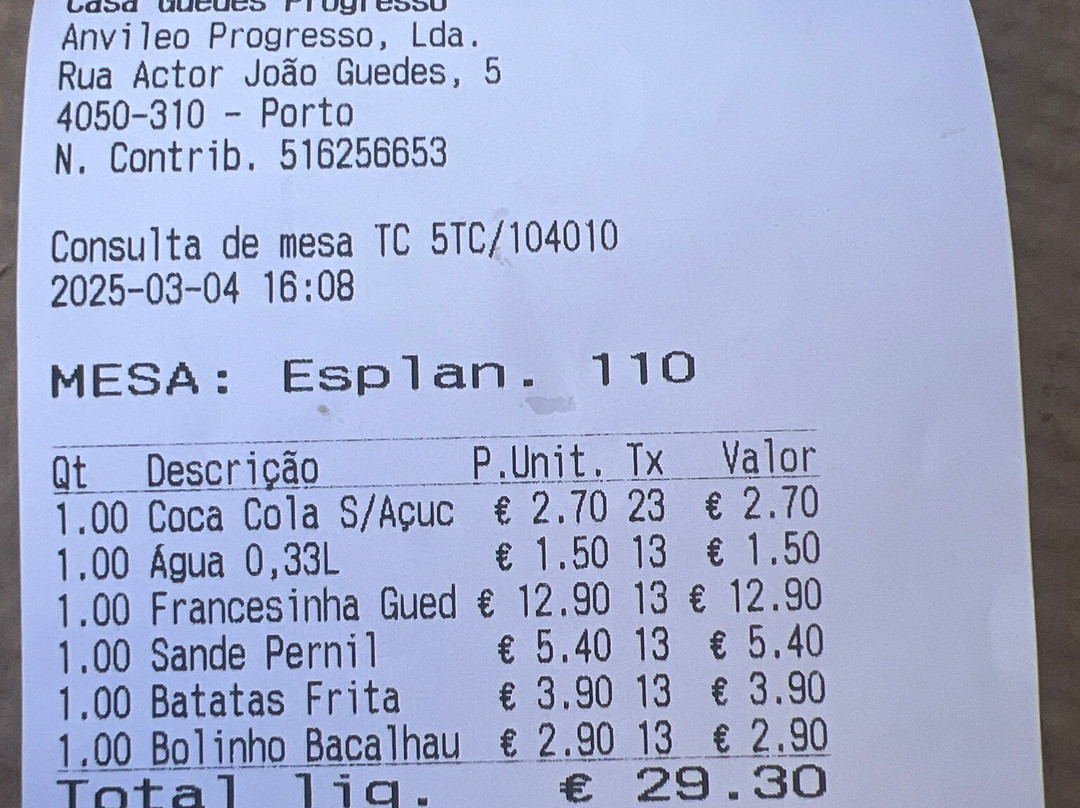 Casa Guedes Progresso
Anvileo Progresso, Lda.
Rua Actor João Guedes, 5
4050-310 - Porto
N. Contrib. 516256653
Consulta de mesa TC 5TC/104010
2025-03-04 16:08
MESA: Esplan. 110
Qt Descrição P.Unit. Tx Valor
1.00 Coca Cola S/Açuc € 2.70 23 € 2.70
1.00 Água 0,33L € 1.50 13 € 1.50
1.00 Francesinha Gued € 12.90 13 € 12.90
1.00 Sande Pernil € 5.40 13 € 5.40
1.00 Batatas Frita € 3.90 13 € 3.90
1.00 Bolinho Bacalhau € 2.90 13 € 2.90
Total liq. € 29.30